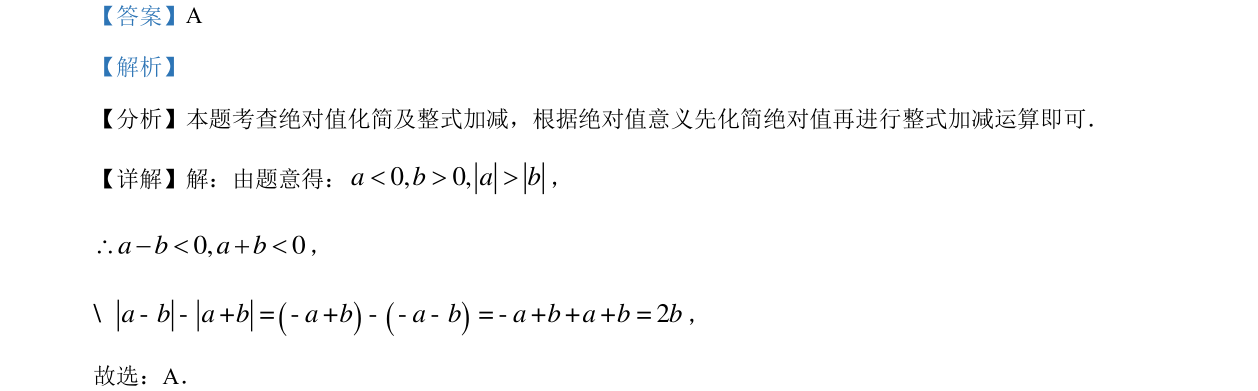 【答案】A
【解析】
【分析】本题考查绝对值化简及整式加减，根据绝对值意义先化简绝对值再进行整式加减运算即可．
【详解】解：由题意得：a<0,b>0,|a|>|b|，
∴a−b<0,a+b<0，
\ |a- b|- |a+b|=(-a+b)- (-a- b)=-a+b+a+b=2b，
故选：A．